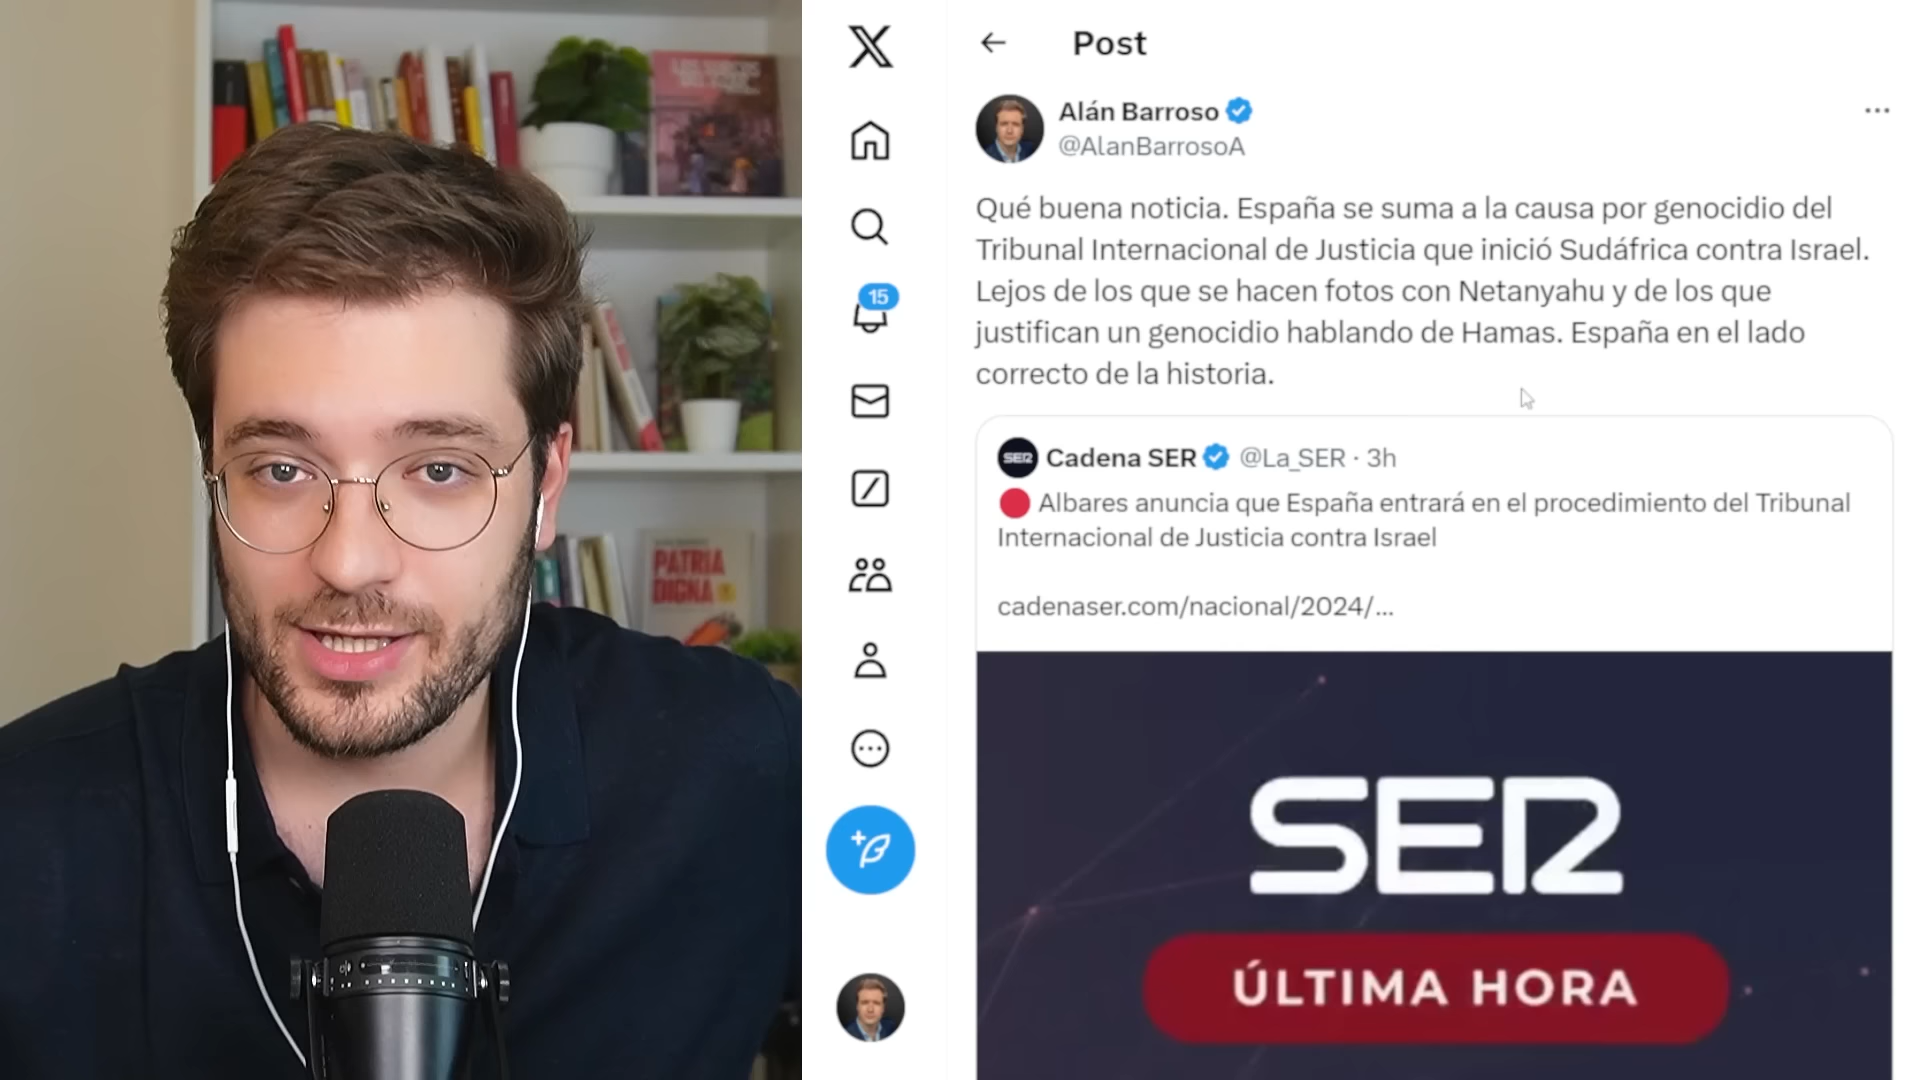 PATRIA
DIGNA
Post
Alán Barroso
@AlanBarrosoA
Qué buena noticia. España se suma a la causa por genocidio del
Tribunal Internacional de Justicia que inició Sudáfrica contra Israel.
Lejos de los que se hacen fotos con Netanyahu y de los que
justifican un genocidio hablando de Hamas. España en el lado
correcto de la historia.
15
SER
Cadena SER @La_SER · 3h
Albares anuncia que España entrará en el procedimiento del Tribunal
Internacional de Justicia contra Israel
cadenaser.com/nacional/2024/...
SER
ÚLTIMA HORA